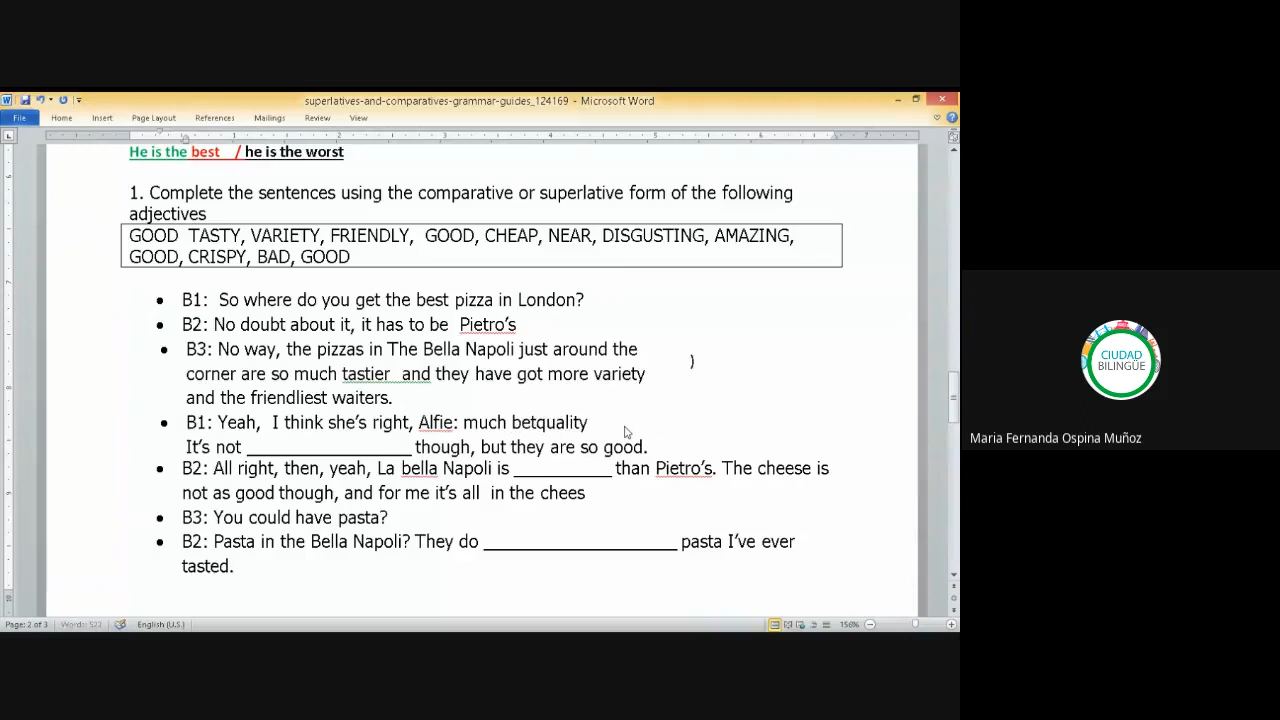 superlatives-and-comparatives-grammar-guides_124169 - Microsoft Word
File Home Insert Page Layout References Mailings Review View
1 2 3 4 5 6 7
He is the best / he is the worst
1. Complete the sentences using the comparative or superlative form of the following
adjectives
GOOD TASTY, VARIETY, FRIENDLY, GOOD, CHEAP, NEAR, DISGUSTING, AMAZING,
GOOD, CRISPY, BAD, GOOD
• B1: So where do you get the best pizza in London?
• B2: No doubt about it, it has to be Pietro's
• B3: No way, the pizzas in The Bella Napoli just around the
)
corner are so much tastier and they have got more variety
and the friendliest waiters.
• B1: Yeah, I think she's right, Alfie: much betquality
It's not ________________ though, but they are so good.
• B2: All right, then, yeah, La bella Napoli is __________ than Pietro's. The cheese is
not as good though, and for me it's all in the chees
• B3: You could have pasta?
• B2: Pasta in the Bella Napoli? They do ____________________ pasta I've ever
tasted.
Page: 2 of 3 Words: 522 English (U.S.) 156%
CIUDAD
BILINGÜE
Maria Fernanda Ospina Muñoz